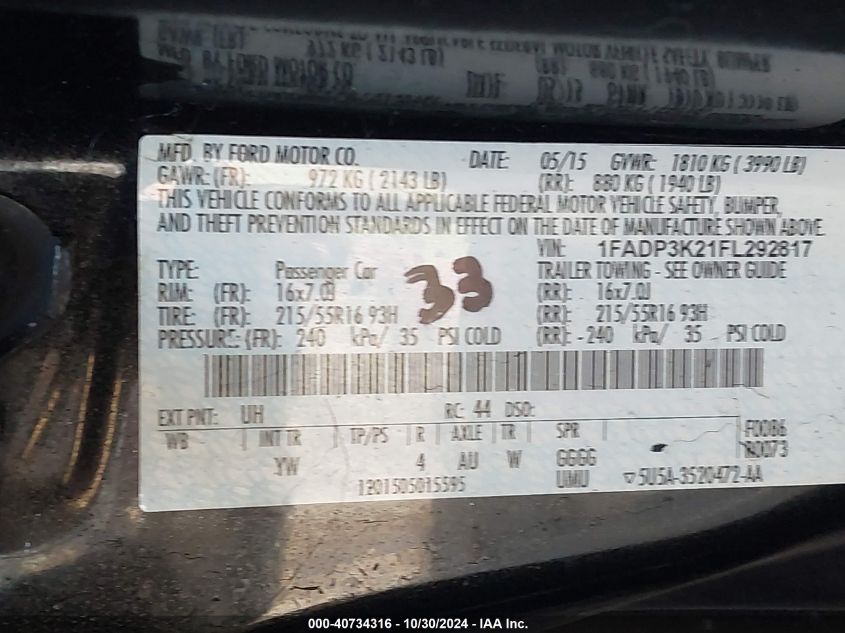 MFD. BY FORD MOTOR CO. DATE: 05/15 GVWR: 1810 KG ( 3990 LB)
GAWR: (FR): 972 KG ( 2143 LB) (RR): 880 KG ( 1940 LB)
THIS VEHICLE CONFORMS TO ALL APPLICABLE FEDERAL MOTOR VEHICLE SAFETY, BUMPER,
AND THEFT PREVENTION STANDARDS IN EFFECT ON THE DATE OF MANUFACTURE SHOWN ABOVE.
VIN: 1FADP3K21FL292817
TYPE: Passenger Car 33 TRAILER TOWING - SEE OWNER GUIDE
RIM: (FR): 16x7.0J (RR): 16x7.0J
TIRE: (FR): 215/55R16 93H (RR): 215/55R16 93H
PRESSURE: (FR): 240 kPa/ 35 PSI COLD (RR): 240 kPa/ 35 PSI COLD
EXT PNT: UH RC: 44 DSO:
WB INT TR TP/PS R AXLE TR SPR F0086
YW 4 AU W GGGG R0073
1201505015595 UMU 5U5A-3520472-AA
000-40734316 - 10/30/2024 - IAA Inc.